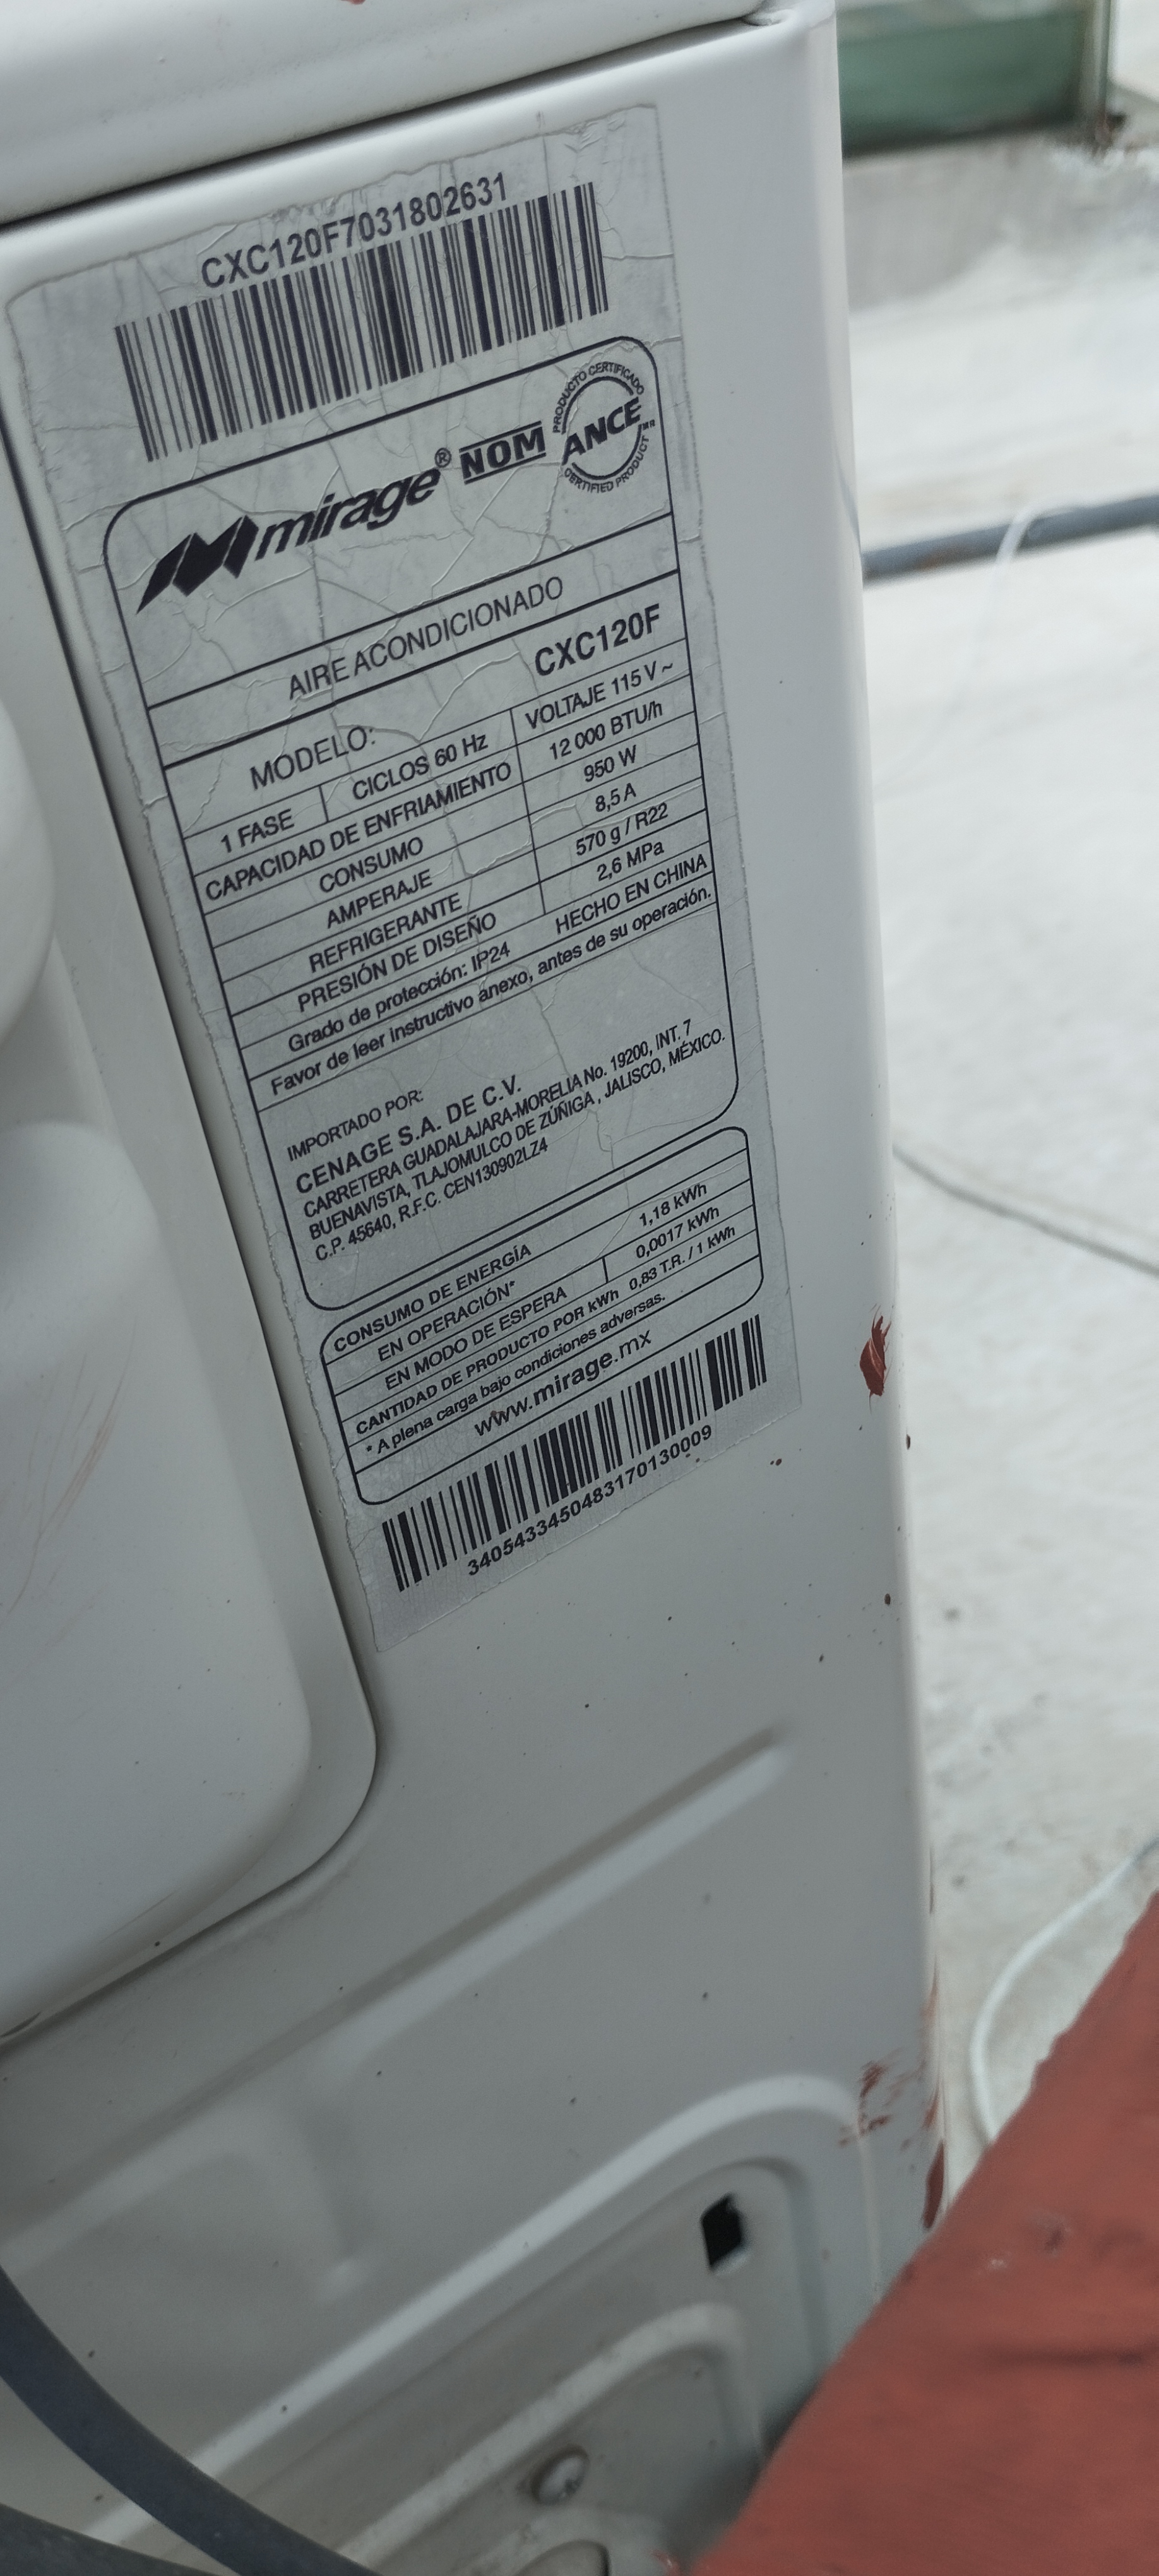 CXC120F7031802631
mirage® NOM PRODUCTO CERTIFICADO ANCE MR CERTIFIED PRODUCT
AIRE ACONDICIONADO
MODELO: CXC120F
1 FASE CICLOS 60 Hz VOLTAJE 115 V ~
CAPACIDAD DE ENFRIAMIENTO 12 000 BTU/h
CONSUMO 950 W
AMPERAJE 8,5 A
REFRIGERANTE 570 g / R22
PRESIÓN DE DISEÑO 2,6 MPa
Grado de protección: IP24 HECHO EN CHINA
Favor de leer instructivo anexo, antes de su operación.
IMPORTADO POR:
CENAGE S.A. DE C.V.
CARRETERA GUADALAJARA-MORELIA No. 19200, INT. 7
BUENAVISTA, TLAJOMULCO DE ZÚÑIGA , JALISCO, MÉXICO.
C.P. 45640, R.F.C. CEN130902LZ4
CONSUMO DE ENERGÍA
EN OPERACIÓN* 1,18 kWh
EN MODO DE ESPERA 0,0017 kWh
CANTIDAD DE PRODUCTO POR kWh 0,83 T.R. / 1 kWh
* A plena carga bajo condiciones adversas.
www.mirage.mx
3405433450483170130009